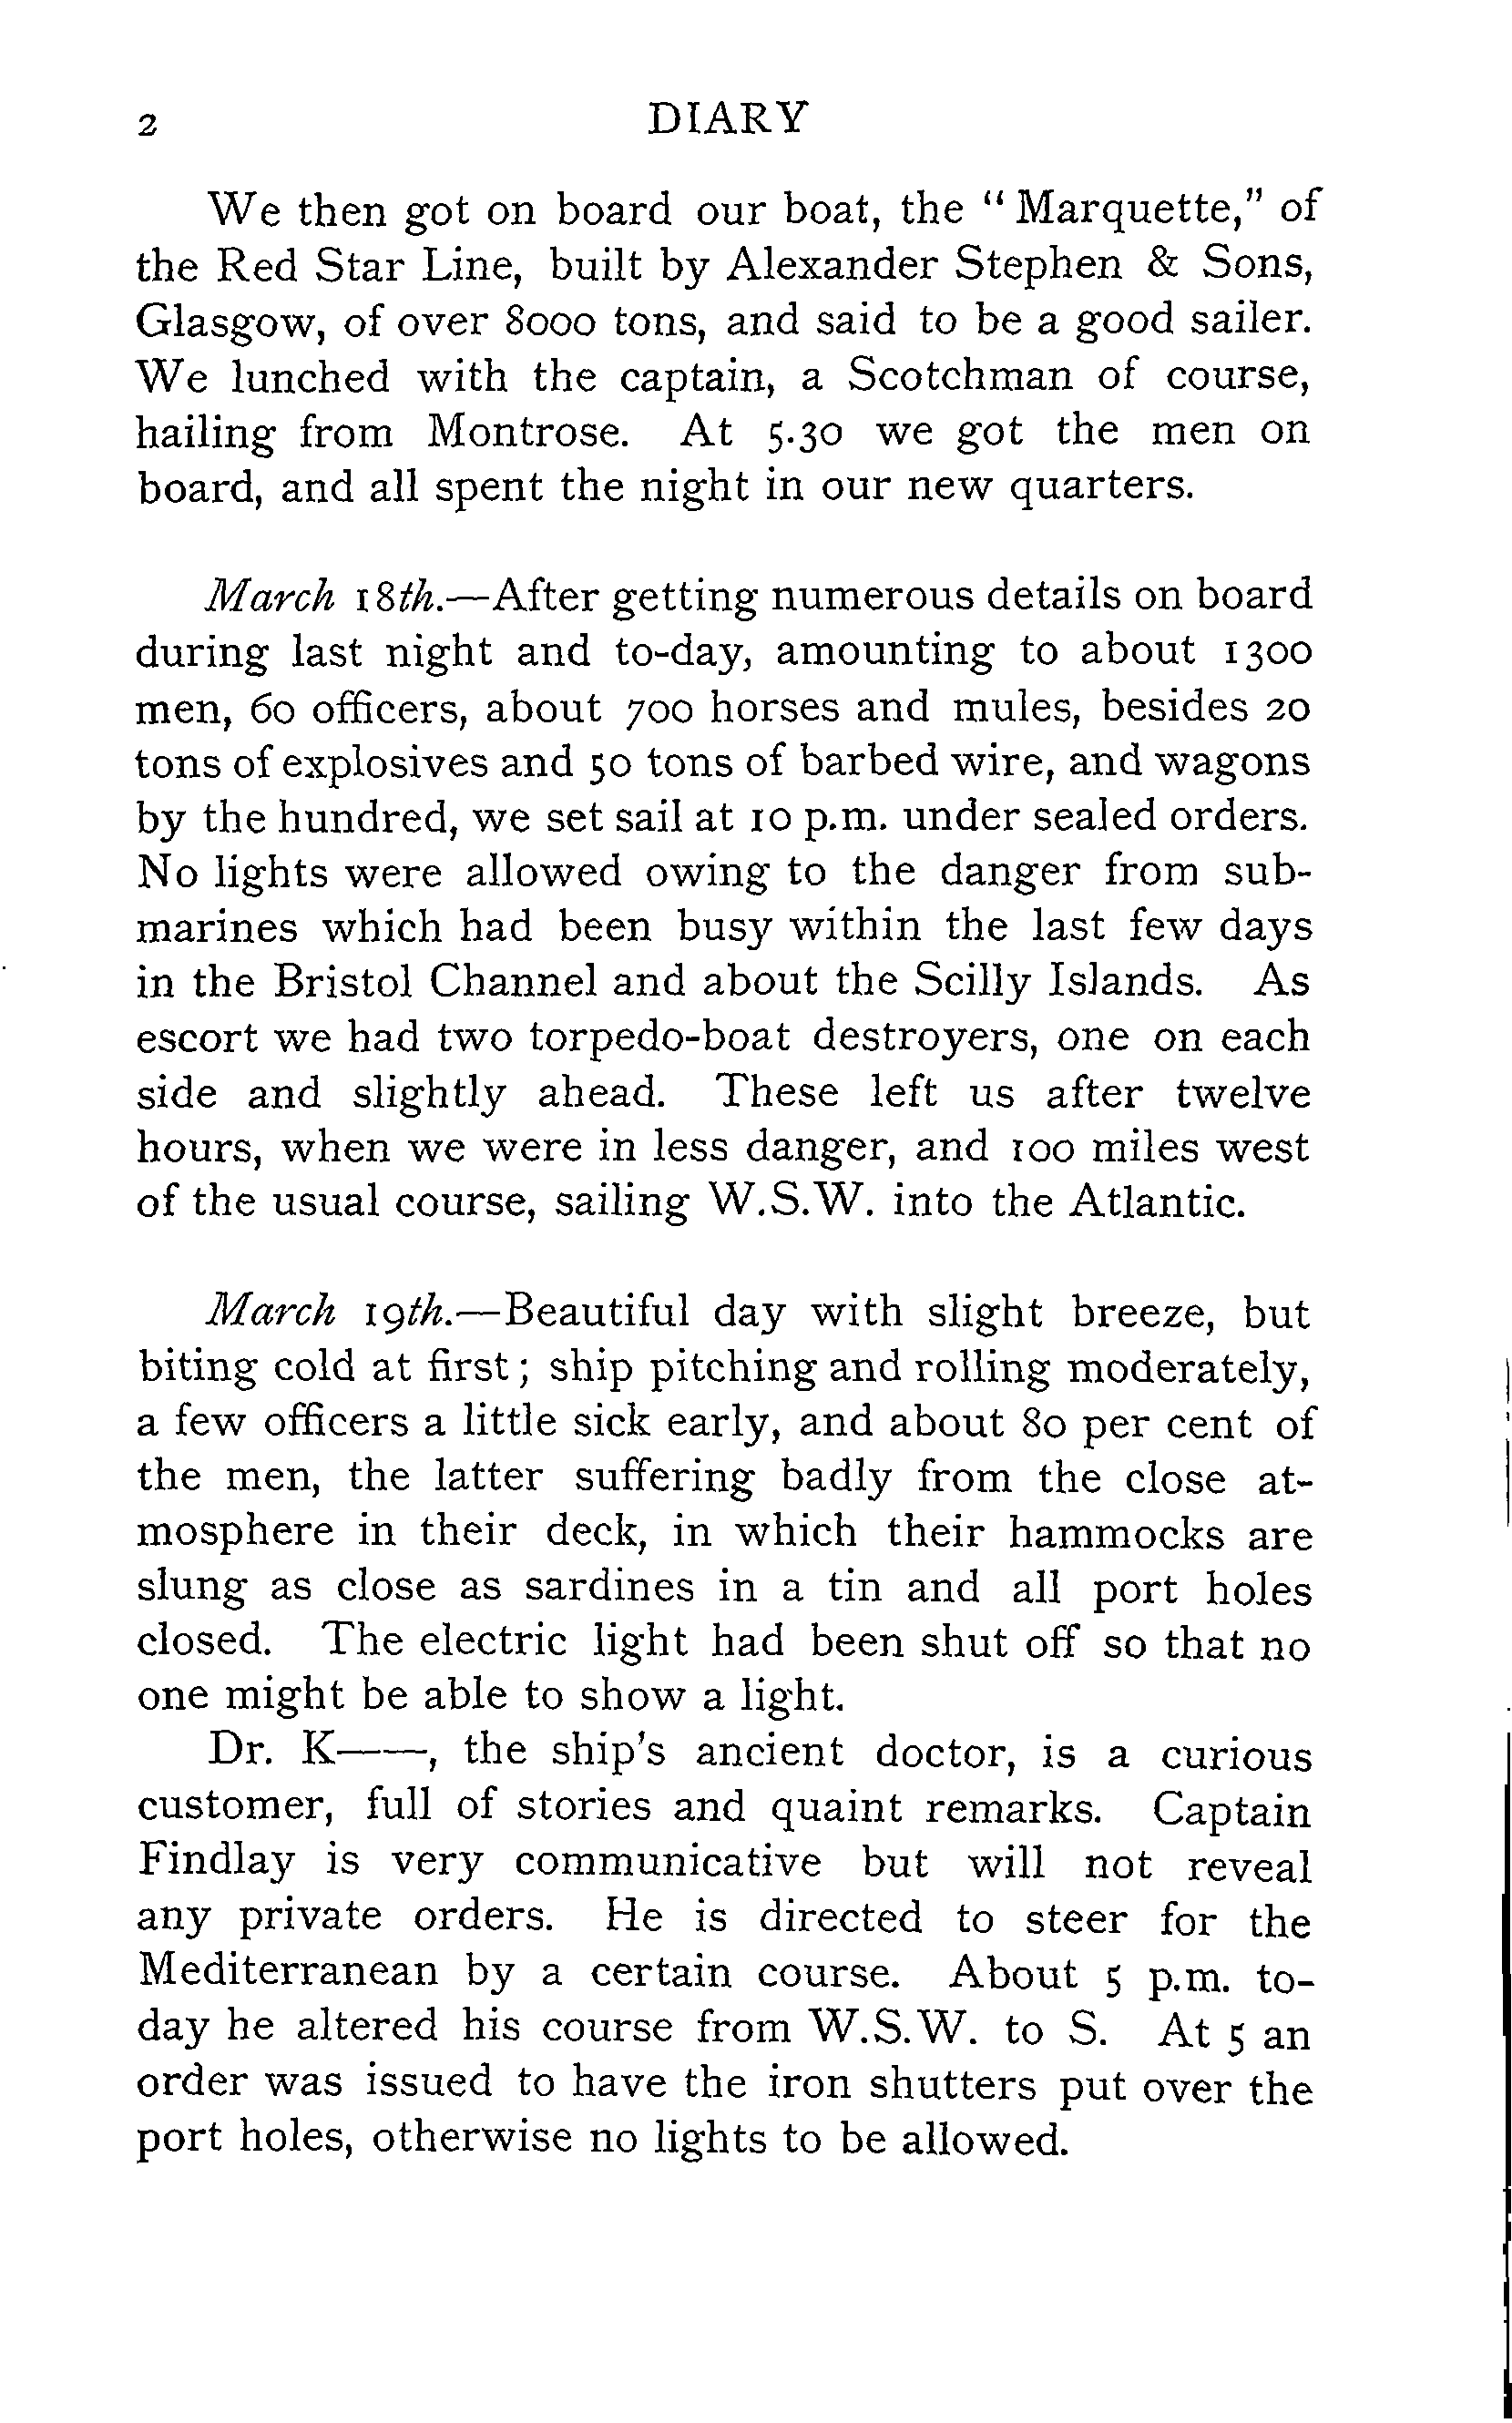 2 DIARY
We then got on board our boat, the “ Marquette,” of
the Red Star Line, built by Alexander Stephen & Sons,
Glasgow, of over 8000 tons, and said to be a good sailer.
We lunched with the captain, a Scotchman of course,
hailing from Montrose. At 5.30 we got the men on
board, and all spent the night in our new quarters.
March 18th.—After getting numerous details on board
during last night and to-day, amounting to about 1300
men, 60 officers, about 700 horses and mules, besides 20
tons of explosives and 50 tons of barbed wire, and wagons
by the hundred, we set sail at 10 p.m. under sealed orders.
No lights were allowed owing to the danger from sub-
marines which had been busy within the last few days
in the Bristol Channel and about the Scilly Islands. As
escort we had two torpedo-boat destroyers, one on each
side and slightly ahead. These left us after twelve
hours, when we were in less danger, and 100 miles west
of the usual course, sailing W.S.W. into the Atlantic.
March 19th.—Beautiful day with slight breeze, but
biting cold at first ; ship pitching and rolling moderately,
a few officers a little sick early, and about 80 per cent of
the men, the latter suffering badly from the close at-
mosphere in their deck, in which their hammocks are
slung as close as sardines in a tin and all port holes
closed. The electric light had been shut off so that no
one might be able to show a light.
Dr. K——, the ship’s ancient doctor, is a curious
customer, full of stories and quaint remarks. Captain
Findlay is very communicative but will not reveal
any private orders. He is directed to steer for the
Mediterranean by a certain course. About 5 p.m. to-
day he altered his course from W.S.W. to S. At 5 an
order was issued to have the iron shutters put over the
port holes, otherwise no lights to be allowed.